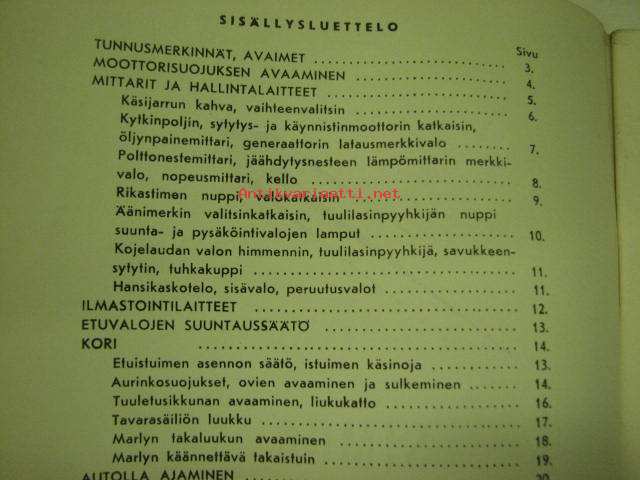 SISÄLLYSLUETTELO
Sivu
TUNNUSMERKINNÄT, AVAIMET 3.
MOOTTORISUOJUKSEN AVAAMINEN 4.
MITTARIT JA HALLINTALAITTEET 5.
Käsijarrun kahva, vaihteenvalitsin 6.
Kytkinpoljin, sytytys- ja käynnistinmoottorin katkaisin,
öljynpainemittari, generaattorin latausmerkkivalo 7.
Polttonestemittari, jäähdytysnesteen lämpömittarin merkki-
valo, nopeusmittari, kello 8.
Antikvariaatti.net
Rikastimen nuppi, valokatkaisin 9.
Äänimerkin valitsinkatkaisin, tuulilasinpyyhkijän nuppi
suunta- ja pysäköintivalojen lamput 10.
Kojelaudan valon himmennin, tuulilasinpyyhkijä, savukkeen-
sytytin, tuhkakuppi 11.
Hansikaskotelo, sisävalo, peruutusvalot 11.
ILMASTOINTILAITTEET 12.
ETUVALOJEN SUUNTAUSSÄÄTÖ 13.
KORI 14.
Etuistuimen asennon säätö, istuimen käsinoja 13.
Aurinkosuojukset, ovien avaaminen ja sulkeminen 14.
Tuuletusikkunan avaaminen, liukukatto 16.
Tavarasäiliön luukku 17.
Marlyn takaluukun avaaminen 18.
Marlyn käännettävä takaistuin 19.
AUTOLLA AJAMINEN 20.